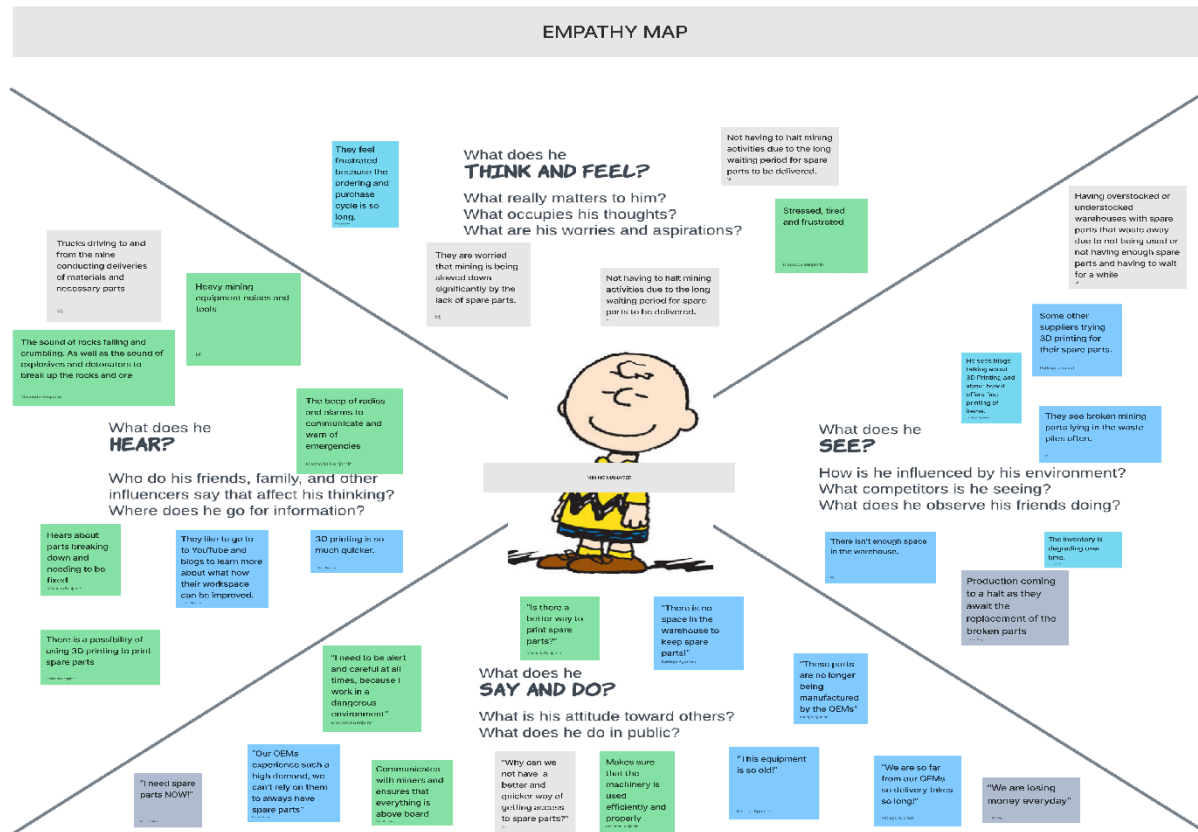 EMPATHY MAP
What does he
THINK AND FEEL?
What really matters to him?
What occupies his thoughts?
What are his worries and aspirations?
They feel
frustrated
because the
ordering and
purchase
cycle is so
long.
They are worried
that mining is being
slowed down
significantly by the
lack of spare parts.
Not having to halt mining
activities due to the long
waiting period for spare
parts to be delivered.
Not having to halt mining
activities due to the long
waiting period for spare
parts to be delivered.
Stressed, tired
and frustrated
Trucks driving to and
from the mine
conducting deliveries
of materials and
necessary parts
Heavy mining
equipment noises and
tools
The sound of rocks falling and
crumbling. As well as the sound of
explosives and detonators to
break up the rocks and ore
The beep of radios
and alarms to
communicate and
warn of
emergencies
What does he
HEAR?
Who do his friends, family, and other
influencers say that affect his thinking?
Where does he go for information?
Hears about
parts breaking
down and
needing to be
fixed
They like to go to
to YouTube and
blogs to learn more
about what how
their workspace
can be improved.
3D printing is so
much quicker.
There is a possibility of
using 3D printing to print
spare parts
MINING MANAGER
Having overstocked or
understocked
warehouses with spare
parts that waste away
due to not being used or
not having enough spare
parts and having to wait
for a while
Some other
suppliers trying
3D printing for
their spare parts.
He sees blogs
talking about
3D Printing and
about how it
offers fast
printing of
items.
They see broken mining
parts lying in the waste
piles often.
What does he
SEE?
How is he influenced by his environment?
What competitors is he seeing?
What does he observe his friends doing?
There isn't enough space
in the warehouse.
The inventory is
degrading over
time.
Production coming
to a halt as they
await the
replacement of the
broken parts
"Is there a
better way to
print spare
parts?"
"There is no
space in the
warehouse to
keep spare
parts!"
What does he
SAY AND DO?
What is his attitude toward others?
What does he do in public?
"I need to be alert
and careful at all
times, because I
work in a
dangerous
environment"
"These parts
are no longer
being
manufactured
by the OEMs"
"I need spare
parts NOW!"
"Our OEMs
experience such a
high demand, we
can't rely on them
to always have
spare parts"
Communicates
with miners and
ensures that
everything is
above board
"Why can we
not have a
better and
quicker way of
getting access
to spare parts?"
Makes sure
that the
machinery is
used
efficiently and
properly
"This equipment
is so old!"
"We are so far
from our OEMs
so delivery takes
so long!"
"We are losing
money everyday"